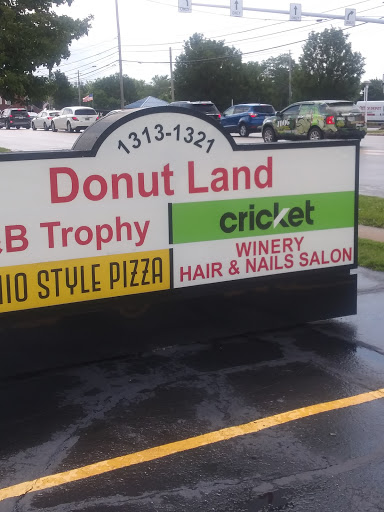 1313-1321
Donut Land
&B Trophy
cricket
WINERY
HAIR & NAILS SALON
IO STYLE PIZZA